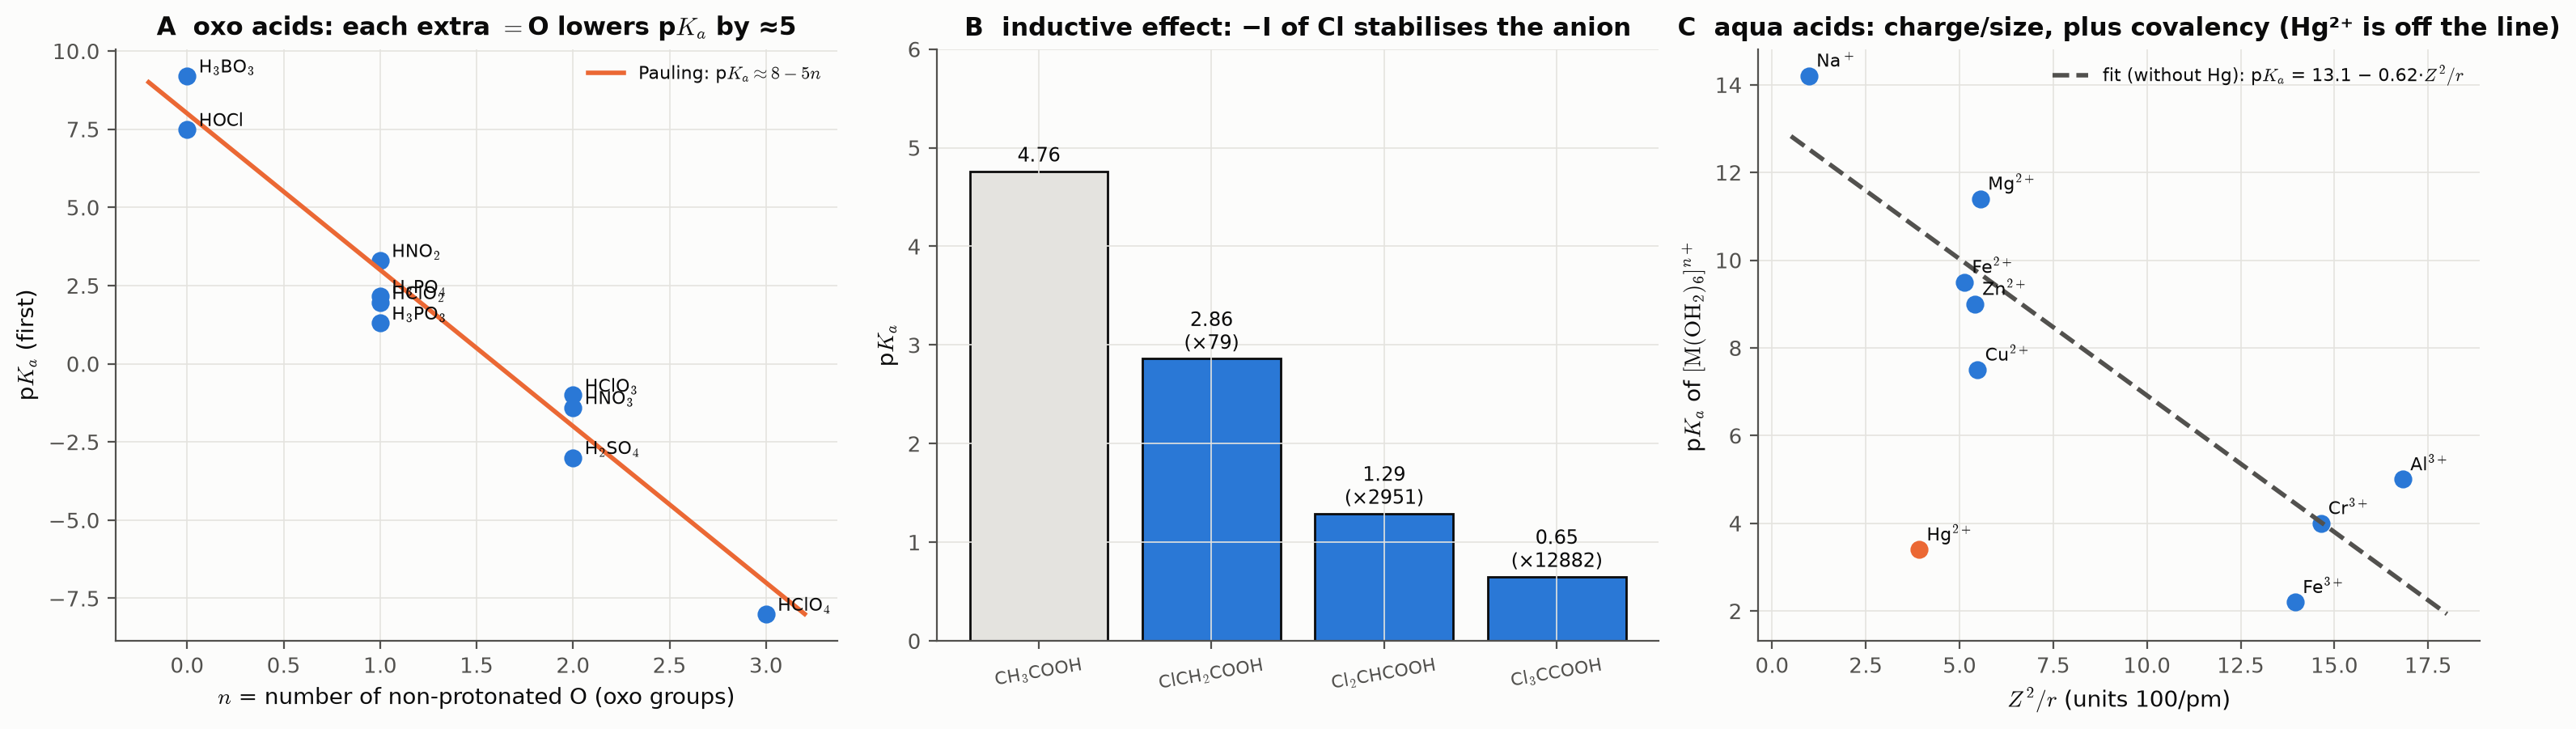 A oxo acids: each extra =O lowers pKₐ by ≈5
10.0
7.5
5.0
2.5
0.0
−2.5
−5.0
−7.5
pKₐ (first)
H₃BO₃
HOCl
HNO₂
H₃PO₄
HClO₂
H₃PO₃
HClO₃
HNO₃
H₂SO₄
HClO₄
Pauling: pKₐ ≈ 8 − 5n
0.0 0.5 1.0 1.5 2.0 2.5 3.0
n = number of non-protonated O (oxo groups)
B inductive effect: −I of Cl stabilises the anion
6
5
4
3
2
1
0
pKₐ
4.76
2.86
(×79)
1.29
(×2951)
0.65
(×12882)
CH₃COOH ClCH₂COOH Cl₂CHCOOH Cl₃CCOOH
C aqua acids: charge/size, plus covalency (Hg²⁺ is off the line)
14
12
10
8
6
4
2
pKₐ of [M(OH₂)₆]ⁿ⁺
Na⁺
fit (without Hg): pKₐ = 13.1 − 0.62·Z²/r
Mg²⁺
Fe²⁺
Zn²⁺
Cu²⁺
Al³⁺
Cr³⁺
Hg²⁺
Fe³⁺
0.0 2.5 5.0 7.5 10.0 12.5 15.0 17.5
Z²/r (units 100/pm)